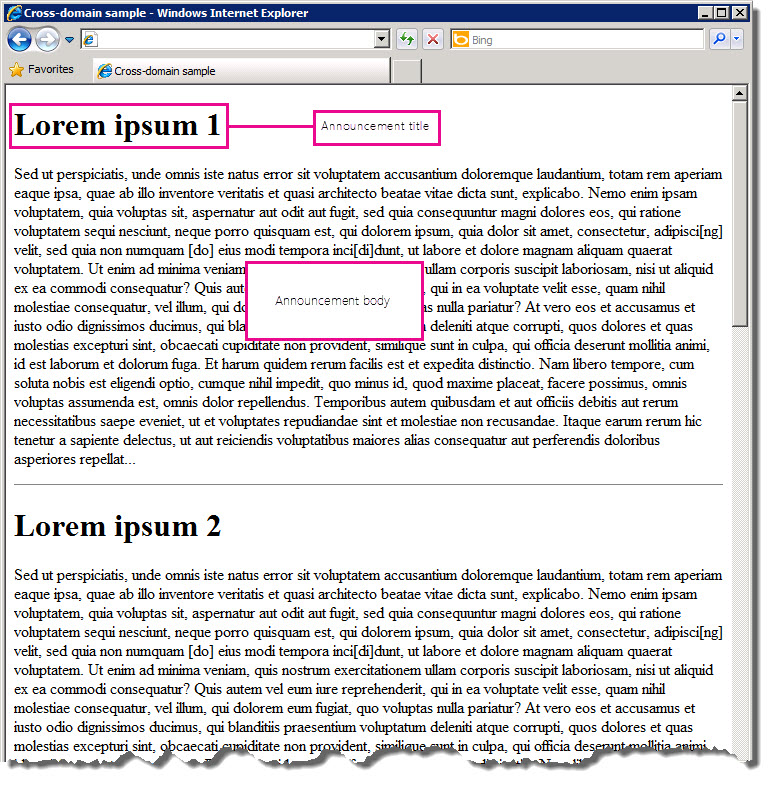 Cross-domain sample - Windows Internet Explorer
Bing
Favorites
Cross-domain sample
Lorem ipsum 1
Announcement title
Sed ut perspiciatis, unde omnis iste natus error sit voluptatem accusantium doloremque laudantium, totam rem aperiam
eaque ipsa, quae ab illo inventore veritatis et quasi architecto beatae vitae dicta sunt, explicabo. Nemo enim ipsam
voluptatem, quia voluptas sit, aspernatur aut odit aut fugit, sed quia consequuntur magni dolores eos, qui ratione
voluptatem sequi nesciunt, neque porro quisquam est, qui dolorem ipsum, quia dolor sit amet, consectetur, adipisci[ng]
velit, sed quia non numquam [do] eius modi tempora inci[di]dunt, ut labore et dolore magnam aliquam quaerat
voluptatem. Ut enim ad minima veniam ullam corporis suscipit laboriosam, nisi ut aliquid
ex ea commodi consequatur? Quis aut , qui in ea voluptate velit esse, quam nihil
molestiae consequatur, vel illum, qui do as nulla pariatur? At vero eos et accusamus et
Announcement body
iusto odio dignissimos ducimus, qui bla deleniti atque corrupti, quos dolores et quas
molestias excepturi sint, obcaecati cupiditate non provident, similique sunt in culpa, qui officia deserunt mollitia animi,
id est laborum et dolorum fuga. Et harum quidem rerum facilis est et expedita distinctio. Nam libero tempore, cum
soluta nobis est eligendi optio, cumque nihil impedit, quo minus id, quod maxime placeat, facere possimus, omnis
voluptas assumenda est, omnis dolor repellendus. Temporibus autem quibusdam et aut officiis debitis aut rerum
necessitatibus saepe eveniet, ut et voluptates repudiandae sint et molestiae non recusandae. Itaque earum rerum hic
tenetur a sapiente delectus, ut aut reiciendis voluptatibus maiores alias consequatur aut perferendis doloribus
asperiores repellat...
Lorem ipsum 2
Sed ut perspiciatis, unde omnis iste natus error sit voluptatem accusantium doloremque laudantium, totam rem aperiam
eaque ipsa, quae ab illo inventore veritatis et quasi architecto beatae vitae dicta sunt, explicabo. Nemo enim ipsam
voluptatem, quia voluptas sit, aspernatur aut odit aut fugit, sed quia consequuntur magni dolores eos, qui ratione
voluptatem sequi nesciunt, neque porro quisquam est, qui dolorem ipsum, quia dolor sit amet, consectetur, adipisci[ng]
velit, sed quia non numquam [do] eius modi tempora inci[di]dunt, ut labore et dolore magnam aliquam quaerat
voluptatem. Ut enim ad minima veniam, quis nostrum exercitationem ullam corporis suscipit laboriosam, nisi ut aliquid
ex ea commodi consequatur? Quis autem vel eum iure reprehenderit, qui in ea voluptate velit esse, quam nihil
molestiae consequatur, vel illum, qui dolorem eum fugiat, quo voluptas nulla pariatur? At vero eos et accusamus et
iusto odio dignissimos ducimus, qui blanditiis praesentium voluptatum deleniti atque corrupti, quos dolores et quas
molestias excepturi sint, obcaecati cupiditate non provident, similique sunt in culpa, qui officia deserunt mollitia animi,